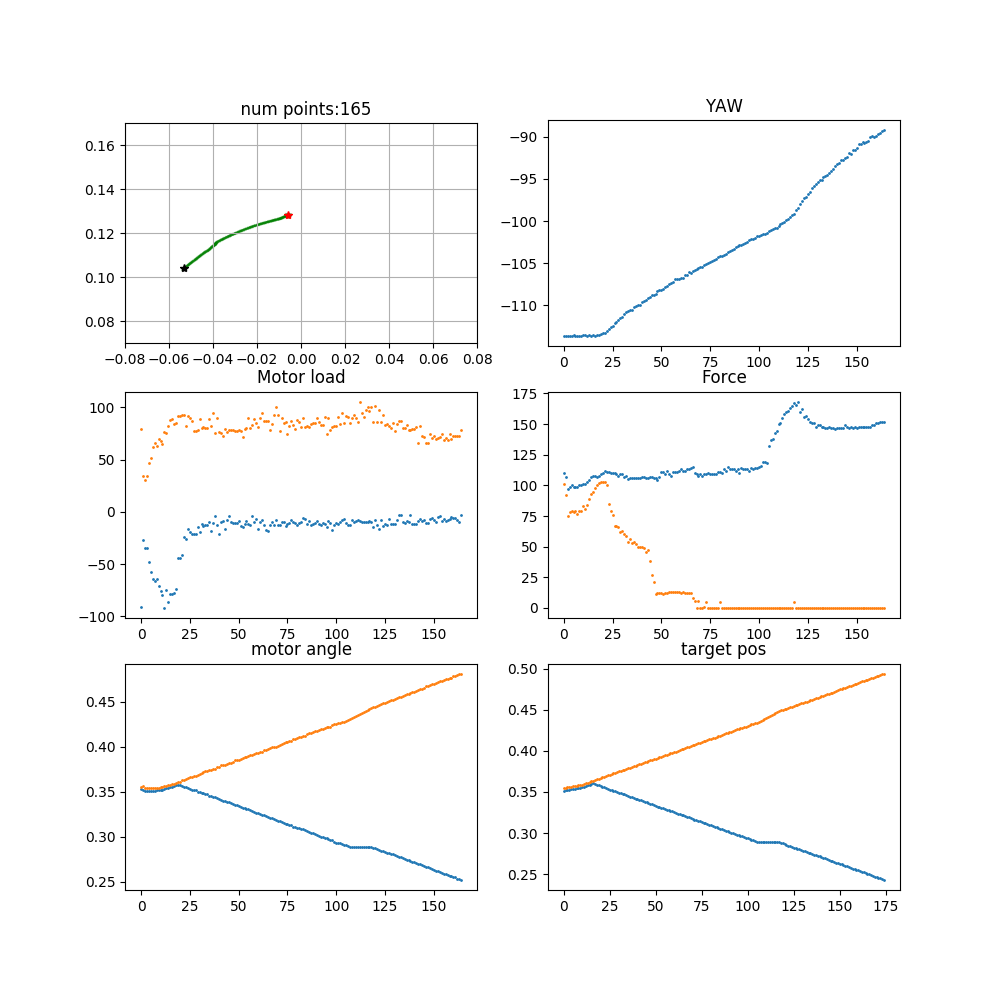 num points:165
YAW
0.16
0.14
0.12
0.10
0.08
−0.08 −0.06 −0.04 −0.02 0.00 0.02 0.04 0.06 0.08
−90
−95
−100
−105
−110
0 25 50 75 100 125 150
Motor load
Force
100
50
0
−50
−100
0 25 50 75 100 125 150
175
150
125
100
75
50
25
0
0 25 50 75 100 125 150
motor angle
target pos
0.45
0.40
0.35
0.30
0.25
0 25 50 75 100 125 150
0.50
0.45
0.40
0.35
0.30
0.25
0 25 50 75 100 125 150 175